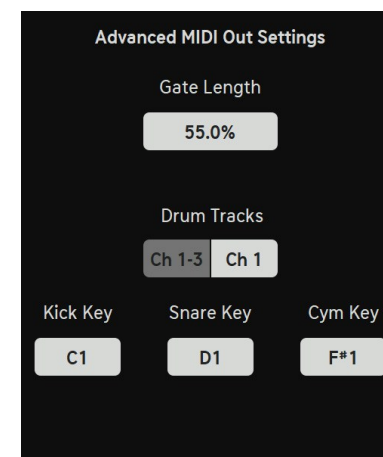 Advanced MIDI Out Settings
Gate Length
55.0%
Drum Tracks
Ch 1-3 Ch 1
Kick Key Snare Key Cym Key
C1 D1 F#1